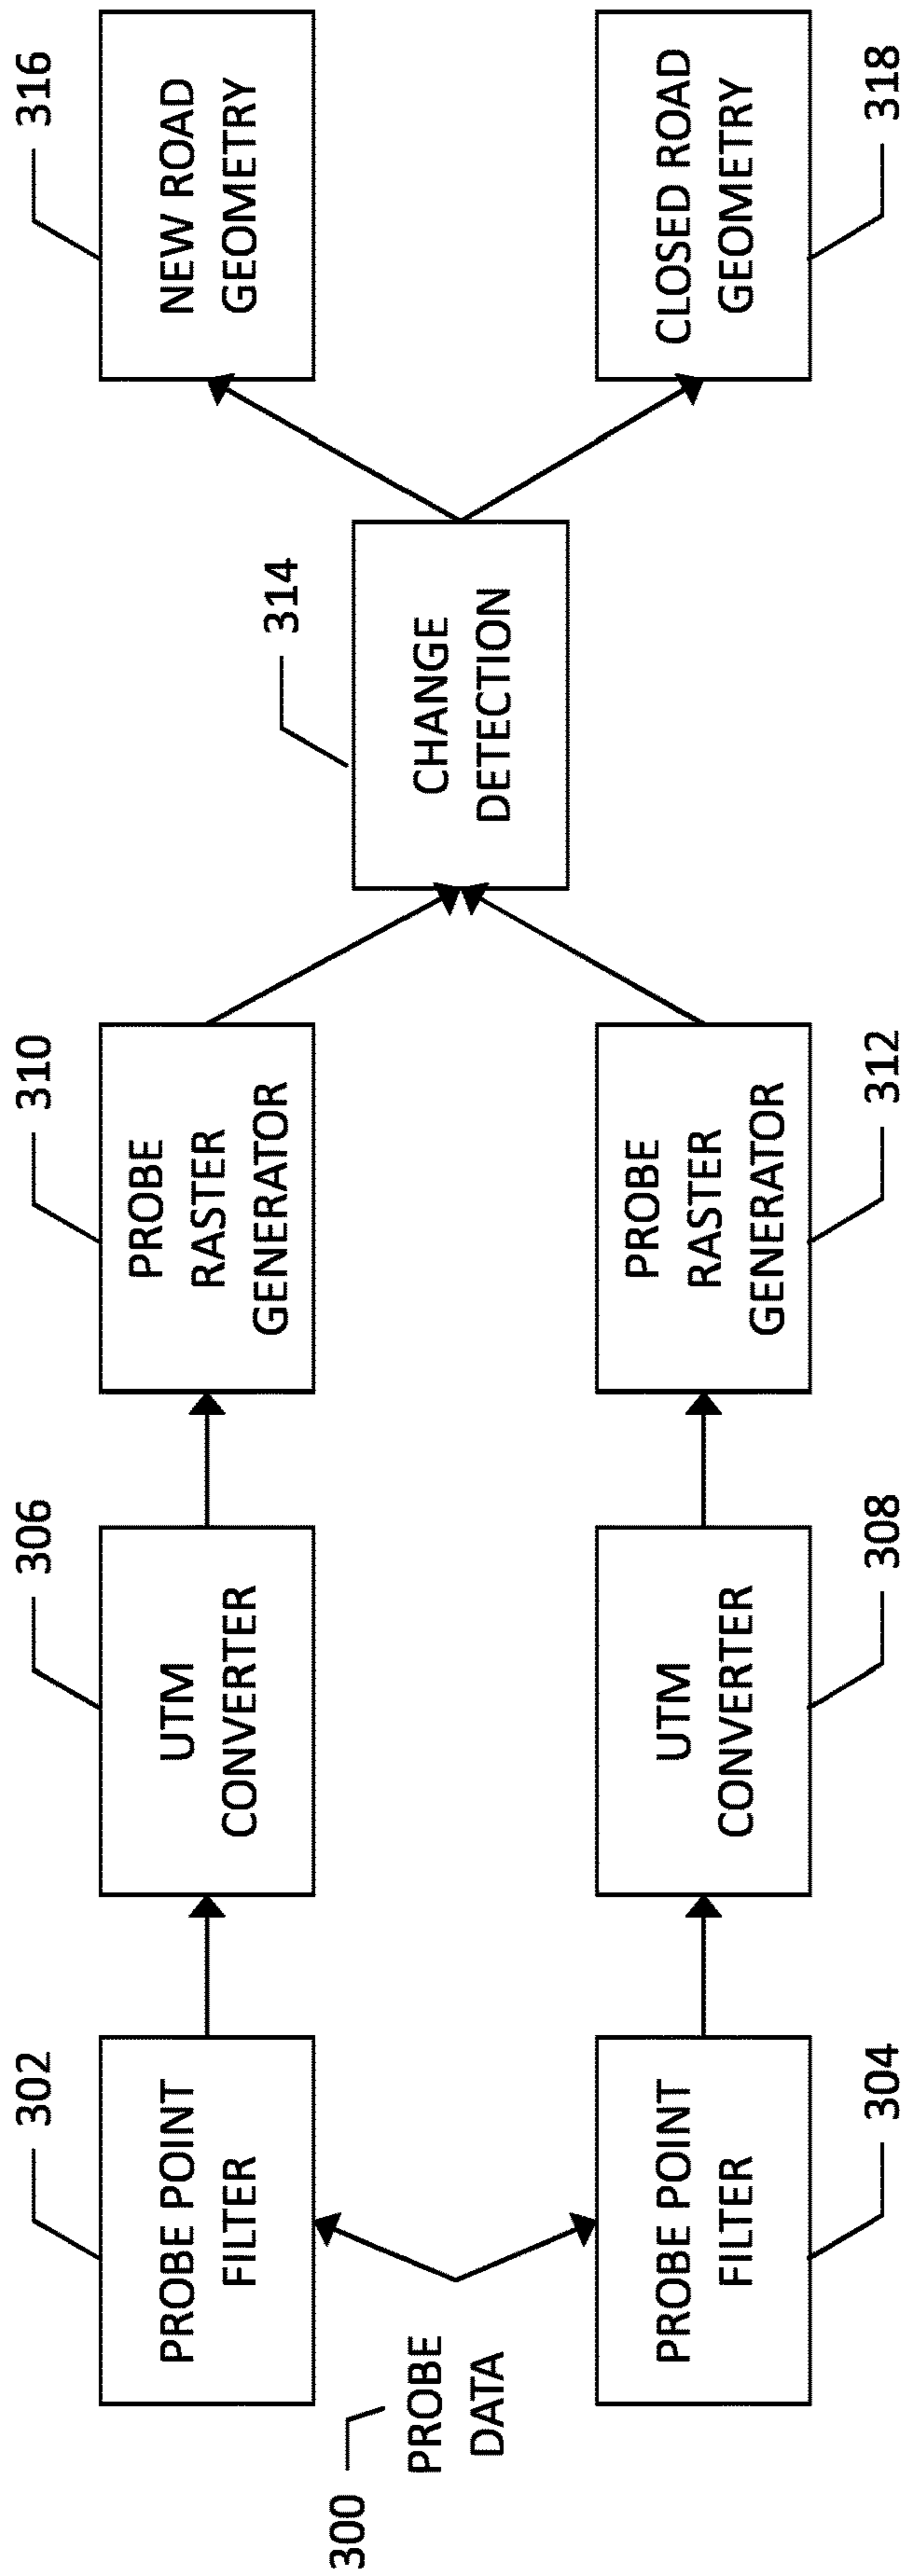 300
PROBE
DATA
302
PROBE POINT
FILTER
306
UTM
CONVERTER
310
PROBE
RASTER
GENERATOR
304
PROBE POINT
FILTER
308
UTM
CONVERTER
312
PROBE
RASTER
GENERATOR
314
CHANGE
DETECTION
316
NEW ROAD
GEOMETRY
318
CLOSED ROAD
GEOMETRY